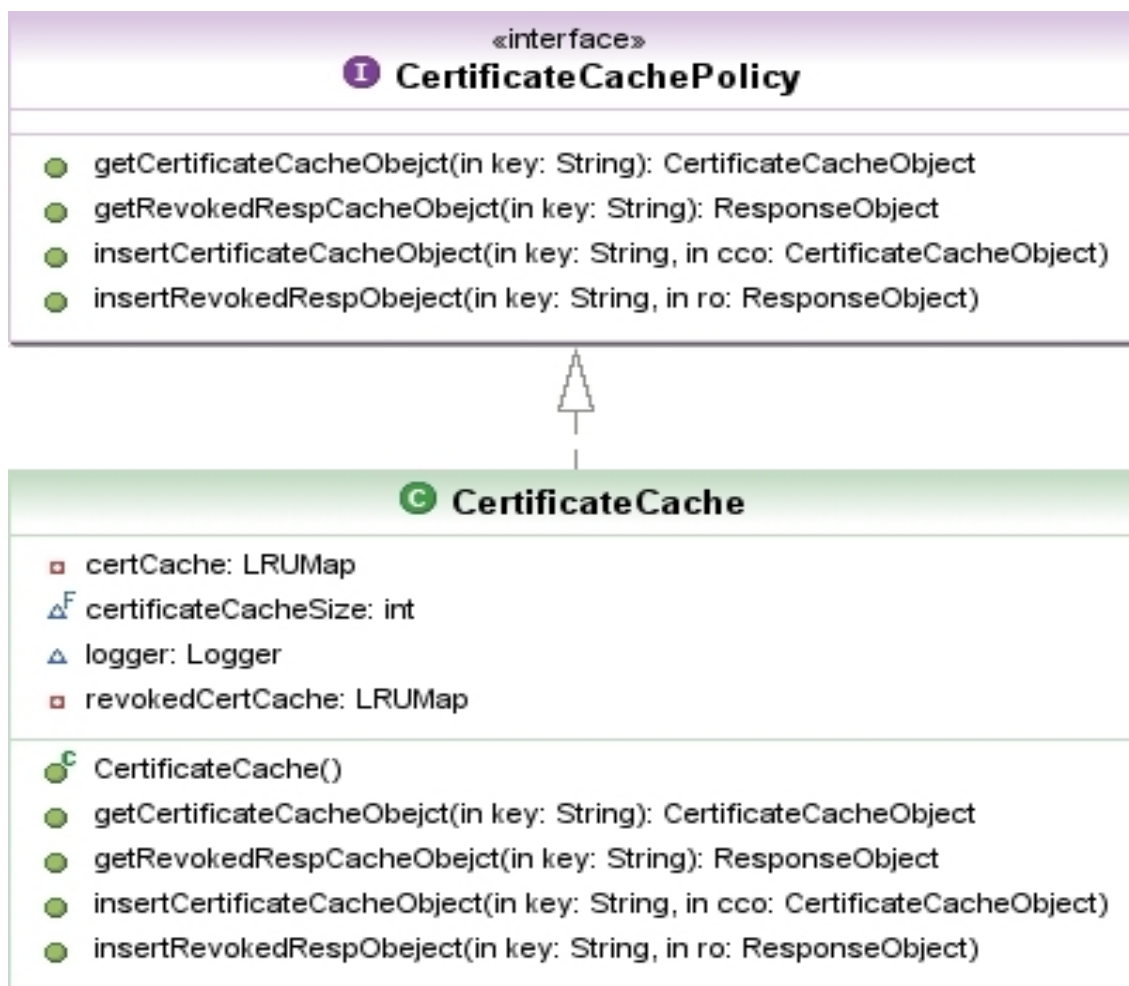 «interface»
I CertificateCachePolicy
getCertificateCacheObejct(in key: String): CertificateCacheObject
getRevokedRespCacheObejct(in key: String): ResponseObject
insertCertificateCacheObject(in key: String, in cco: CertificateCacheObject)
insertRevokedRespObeject(in key: String, in ro: ResponseObject)
C CertificateCache
certCache: LRUMap
F certificateCacheSize: int
logger: Logger
revokedCertCache: LRUMap
C CertificateCache()
getCertificateCacheObejct(in key: String): CertificateCacheObject
getRevokedRespCacheObejct(in key: String): ResponseObject
insertCertificateCacheObject(in key: String, in cco: CertificateCacheObject)
insertRevokedRespObeject(in key: String, in ro: ResponseObject)